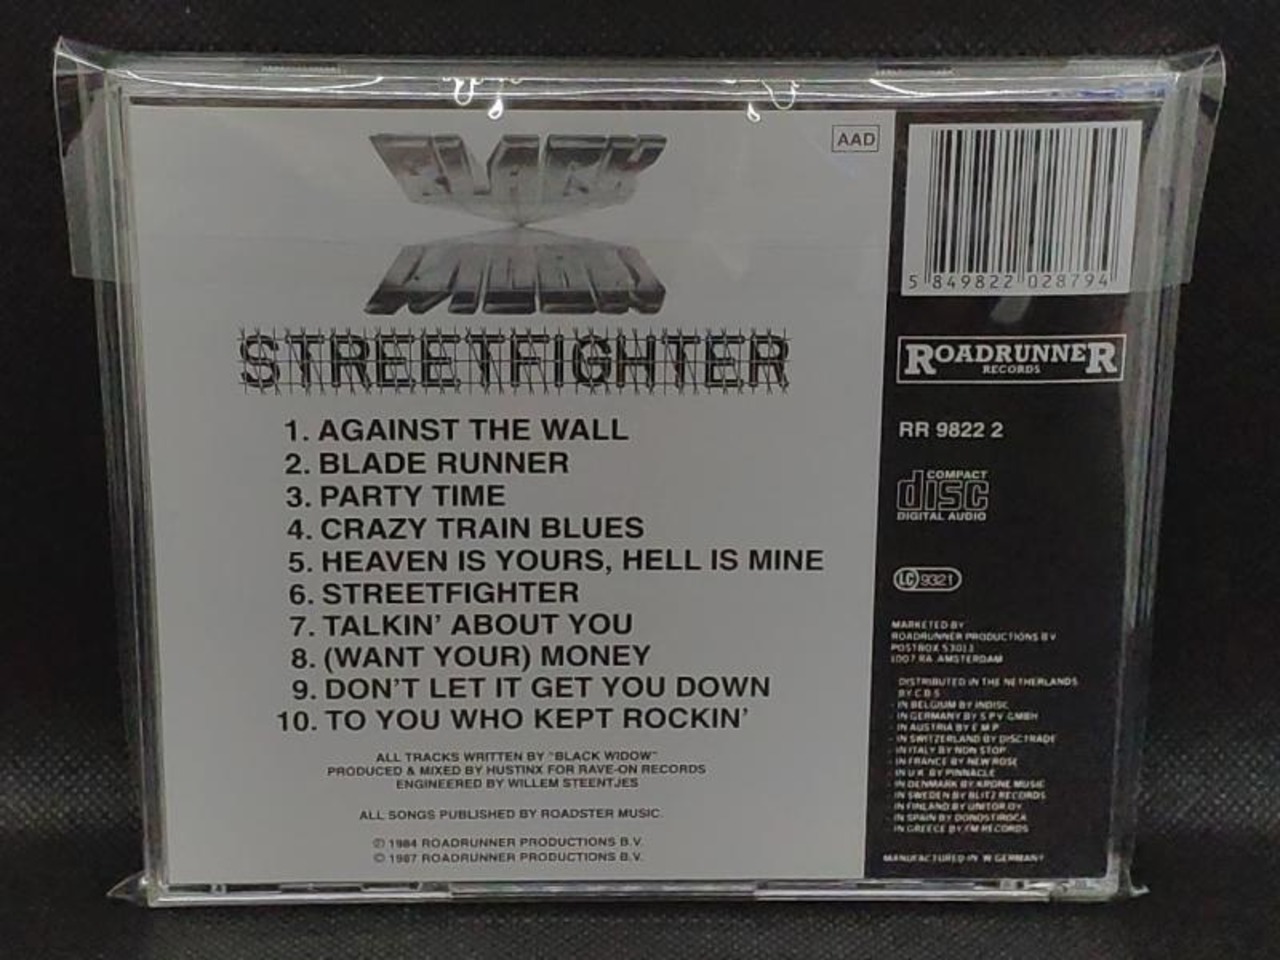 BLACK
WIDOW
STREETFIGHTER
1. AGAINST THE WALL
2. BLADE RUNNER
3. PARTY TIME
4. CRAZY TRAIN BLUES
5. HEAVEN IS YOURS, HELL IS MINE
6. STREETFIGHTER
7. TALKIN' ABOUT YOU
8. (WANT YOUR) MONEY
9. DON'T LET IT GET YOU DOWN
10. TO YOU WHO KEPT ROCKIN'
ALL TRACKS WRITTEN BY "BLACK WIDOW"
PRODUCED & MIXED BY HUSTINX FOR RAVE-ON RECORDS
ENGINEERED BY WILLEM STEENTJES
ALL SONGS PUBLISHED BY ROADSTER MUSIC.
℗ 1984 ROADRUNNER PRODUCTIONS B.V.
© 1987 ROADRUNNER PRODUCTIONS B.V.
AAD
5 849822 028794
ROADRUNNER
RECORDS
RR 9822 2
COMPACT
disc
DIGITAL AUDIO
LC 9321
MARKETED BY
ROADRUNNER PRODUCTIONS BV
POSTBOX 53013
1007 RA AMSTERDAM
DISTRIBUTED IN THE NETHERLANDS
BY C B S
- IN BELGIUM BY INDISC
- IN GERMANY BY S P V GMBH
- IN AUSTRIA BY E M P
- IN SWITZERLAND BY DISCTRADE
- IN ITALY BY NON STOP
- IN FRANCE BY NEW ROSE
- IN U K BY PINNACLE
- IN DENMARK BY KRONE MUSIC
- IN SWEDEN BY BLITZ RECORDS
- IN FINLAND BY UNITOR OY
- IN SPAIN BY DONOSTIROCA
- IN GREECE BY FM RECORDS
MANUFACTURED IN W GERMANY